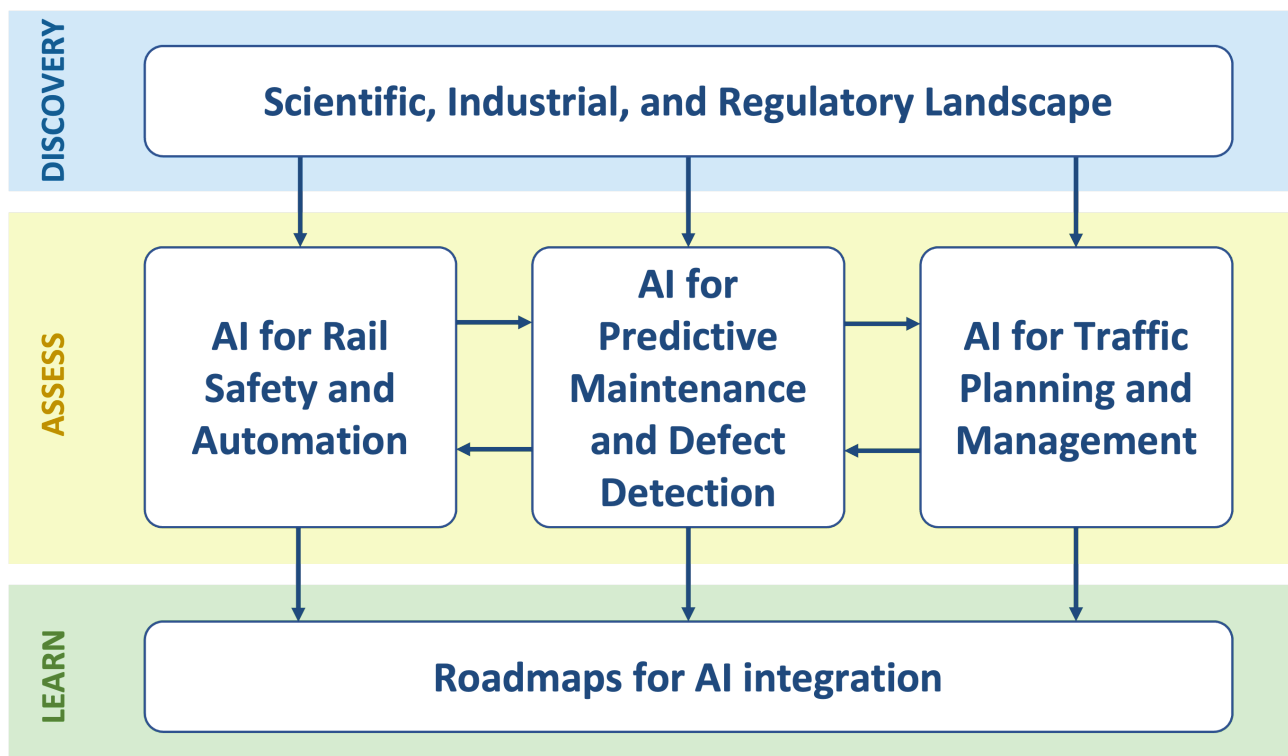 DISCOVERY
Scientific, Industrial, and Regulatory Landscape
ASSESS
AI for Rail
Safety and
Automation
AI for
Predictive
Maintenance
and Defect
Detection
AI for Traffic
Planning and
Management
LEARN
Roadmaps for AI integration